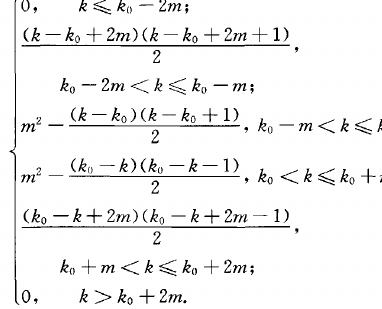 0, k⩽k₀−2m;
(k−k₀+2m)(k−k₀+2m+1)/2,
k₀−2m<k⩽k₀−m;
m²−(k−k₀)(k−k₀+1)/2, k₀−m<k⩽
m²−(k₀−k)(k₀−k−1)/2, k₀<k⩽k₀+
(k₀−k+2m)(k₀−k+2m−1)/2,
k₀+m<k⩽k₀+2m;
0, k>k₀+2m.